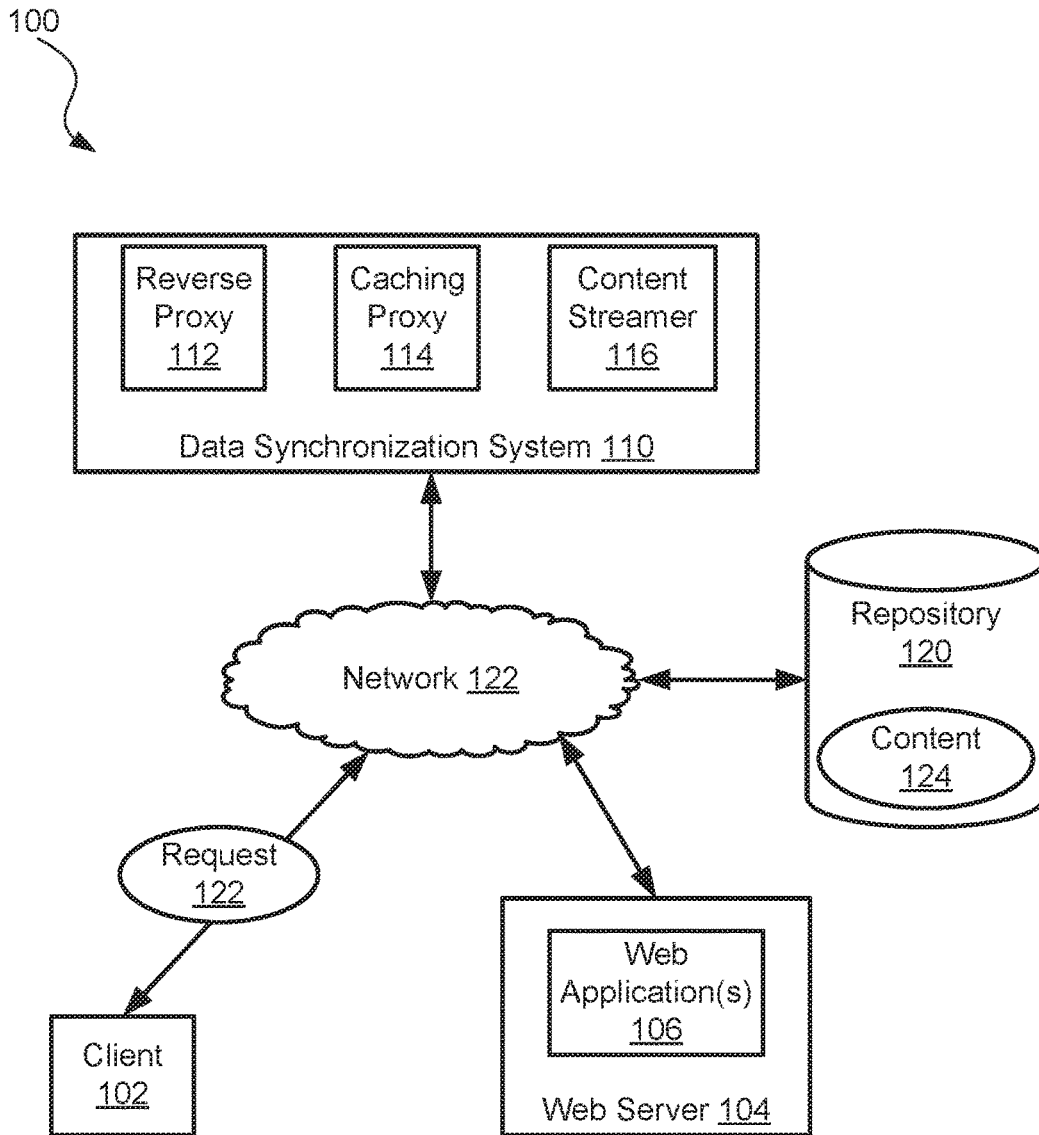 100
Reverse
Proxy
112
Caching
Proxy
114
Content
Streamer
116
Data Synchronization System 110
Network 122
Repository
120
Content
124
Request
122
Client
102
Web
Application(s)
106
Web Server 104